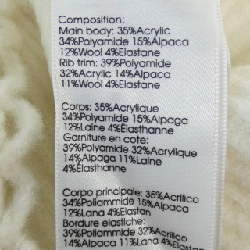 Composition:
Main body: 35%Acrylic
34%Polyamide 15%Alpaca
12%Wool 4%Elastane
Rib trim: 39%Polyamide
32%Acrylic 14%Alpaca
11%Wool 4%Elastane
Corps: 35%Acrylique
34%Polyamide 15%Alpaga
12%Laine 4%Élasthanne
Garniture en côte:
39%Polyamide 32%Acrylique
14%Alpaga 11%Laine
4%Élasthanne
Corpo principale: 35%Acrilico
34%Poliammide 15%Alpaca
12%Lana 4%Elastan
Bordure elastiche:
39%Poliammide 32%Acrilico
14%Alpaca 11%Lana 4%Elastan